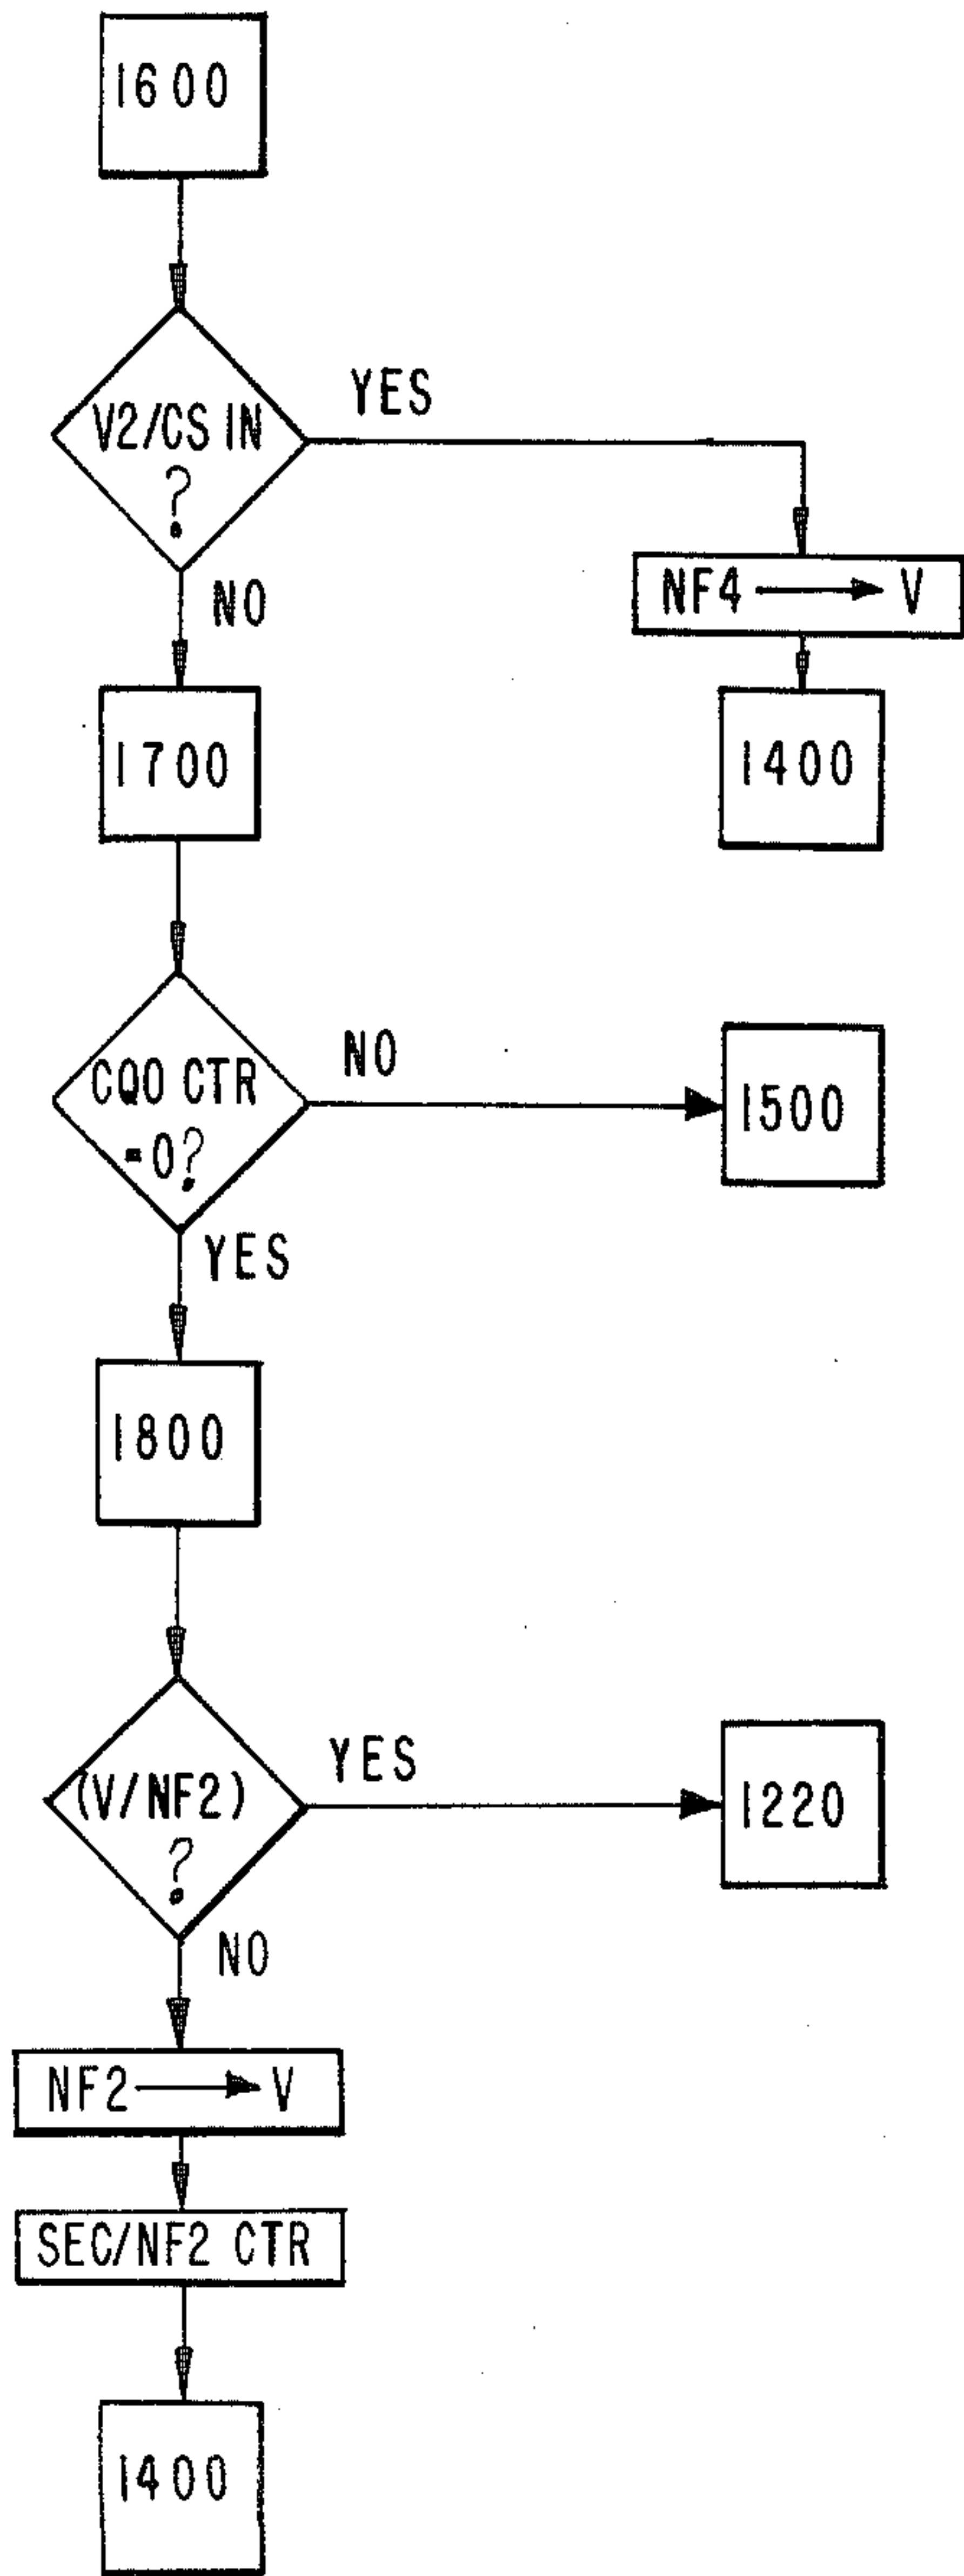 1600
V2/CS IN
?
YES
NO
NF4 → V
1700
1400
CQ0 CTR
=0?
NO
1500
YES
1800
(V/NF2)
?
YES
1220
NO
NF2 → V
SEC/NF2 CTR
1400